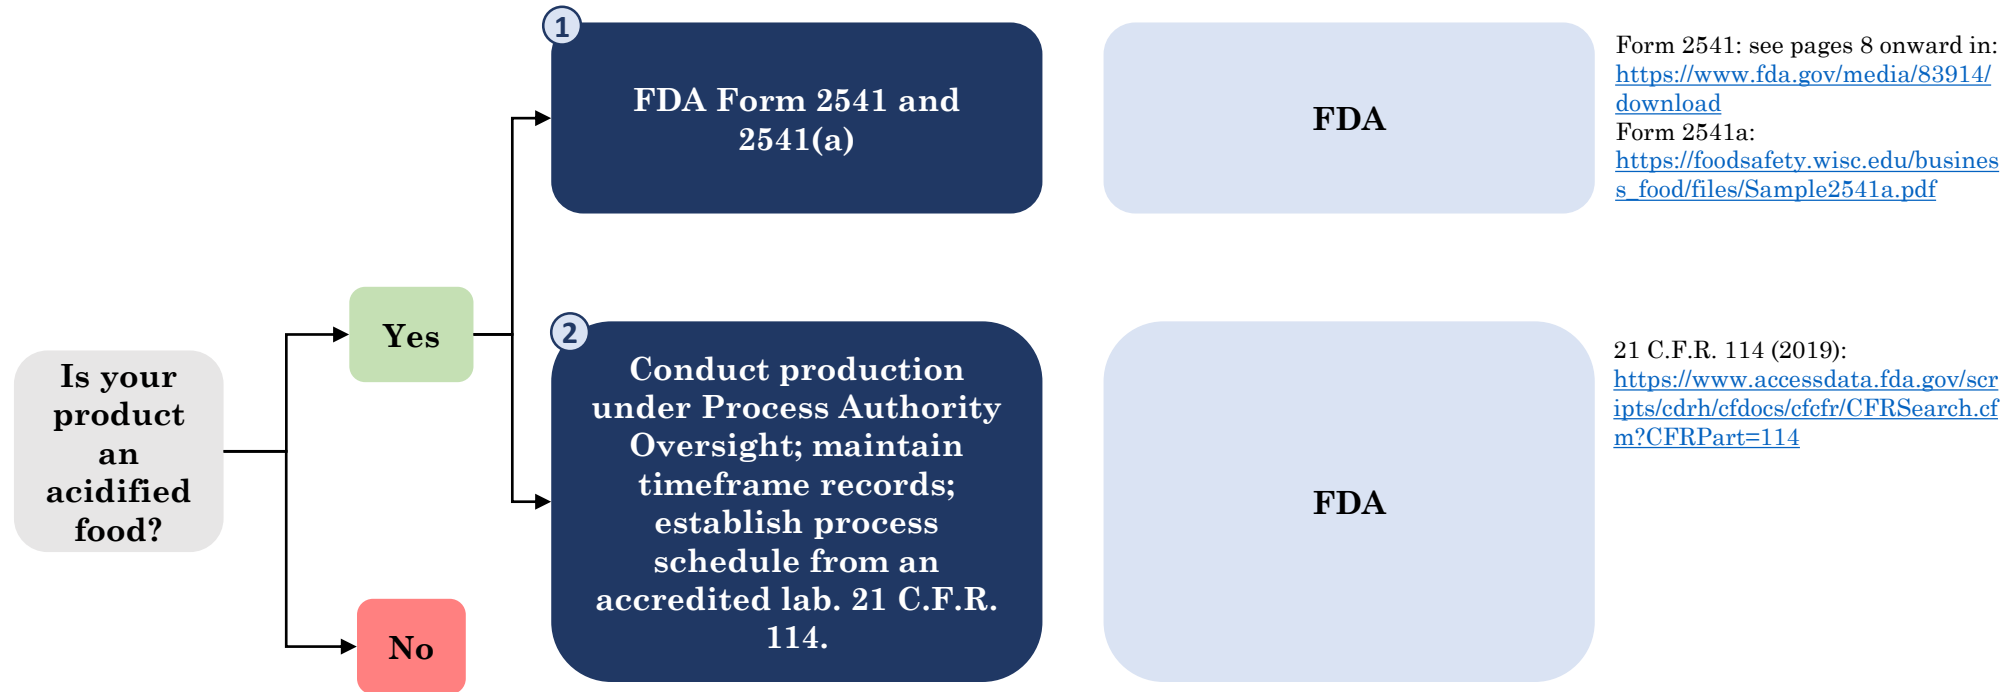 1
FDA Form 2541 and
2541(a)
FDA
Form 2541: see pages 8 onward in:
https://www.fda.gov/media/83914/
download
Form 2541a:
https://foodsafety.wisc.edu/busines
s_food/files/Sample2541a.pdf
Is your
product
an
acidified
food?
Yes
No
2
Conduct production
under Process Authority
Oversight; maintain
timeframe records;
establish process
schedule from an
accredited lab. 21 C.F.R.
114.
FDA
21 C.F.R. 114 (2019):
https://www.accessdata.fda.gov/scr
ipts/cdrh/cfdocs/cfcfr/CFRSearch.cf
m?CFRPart=114